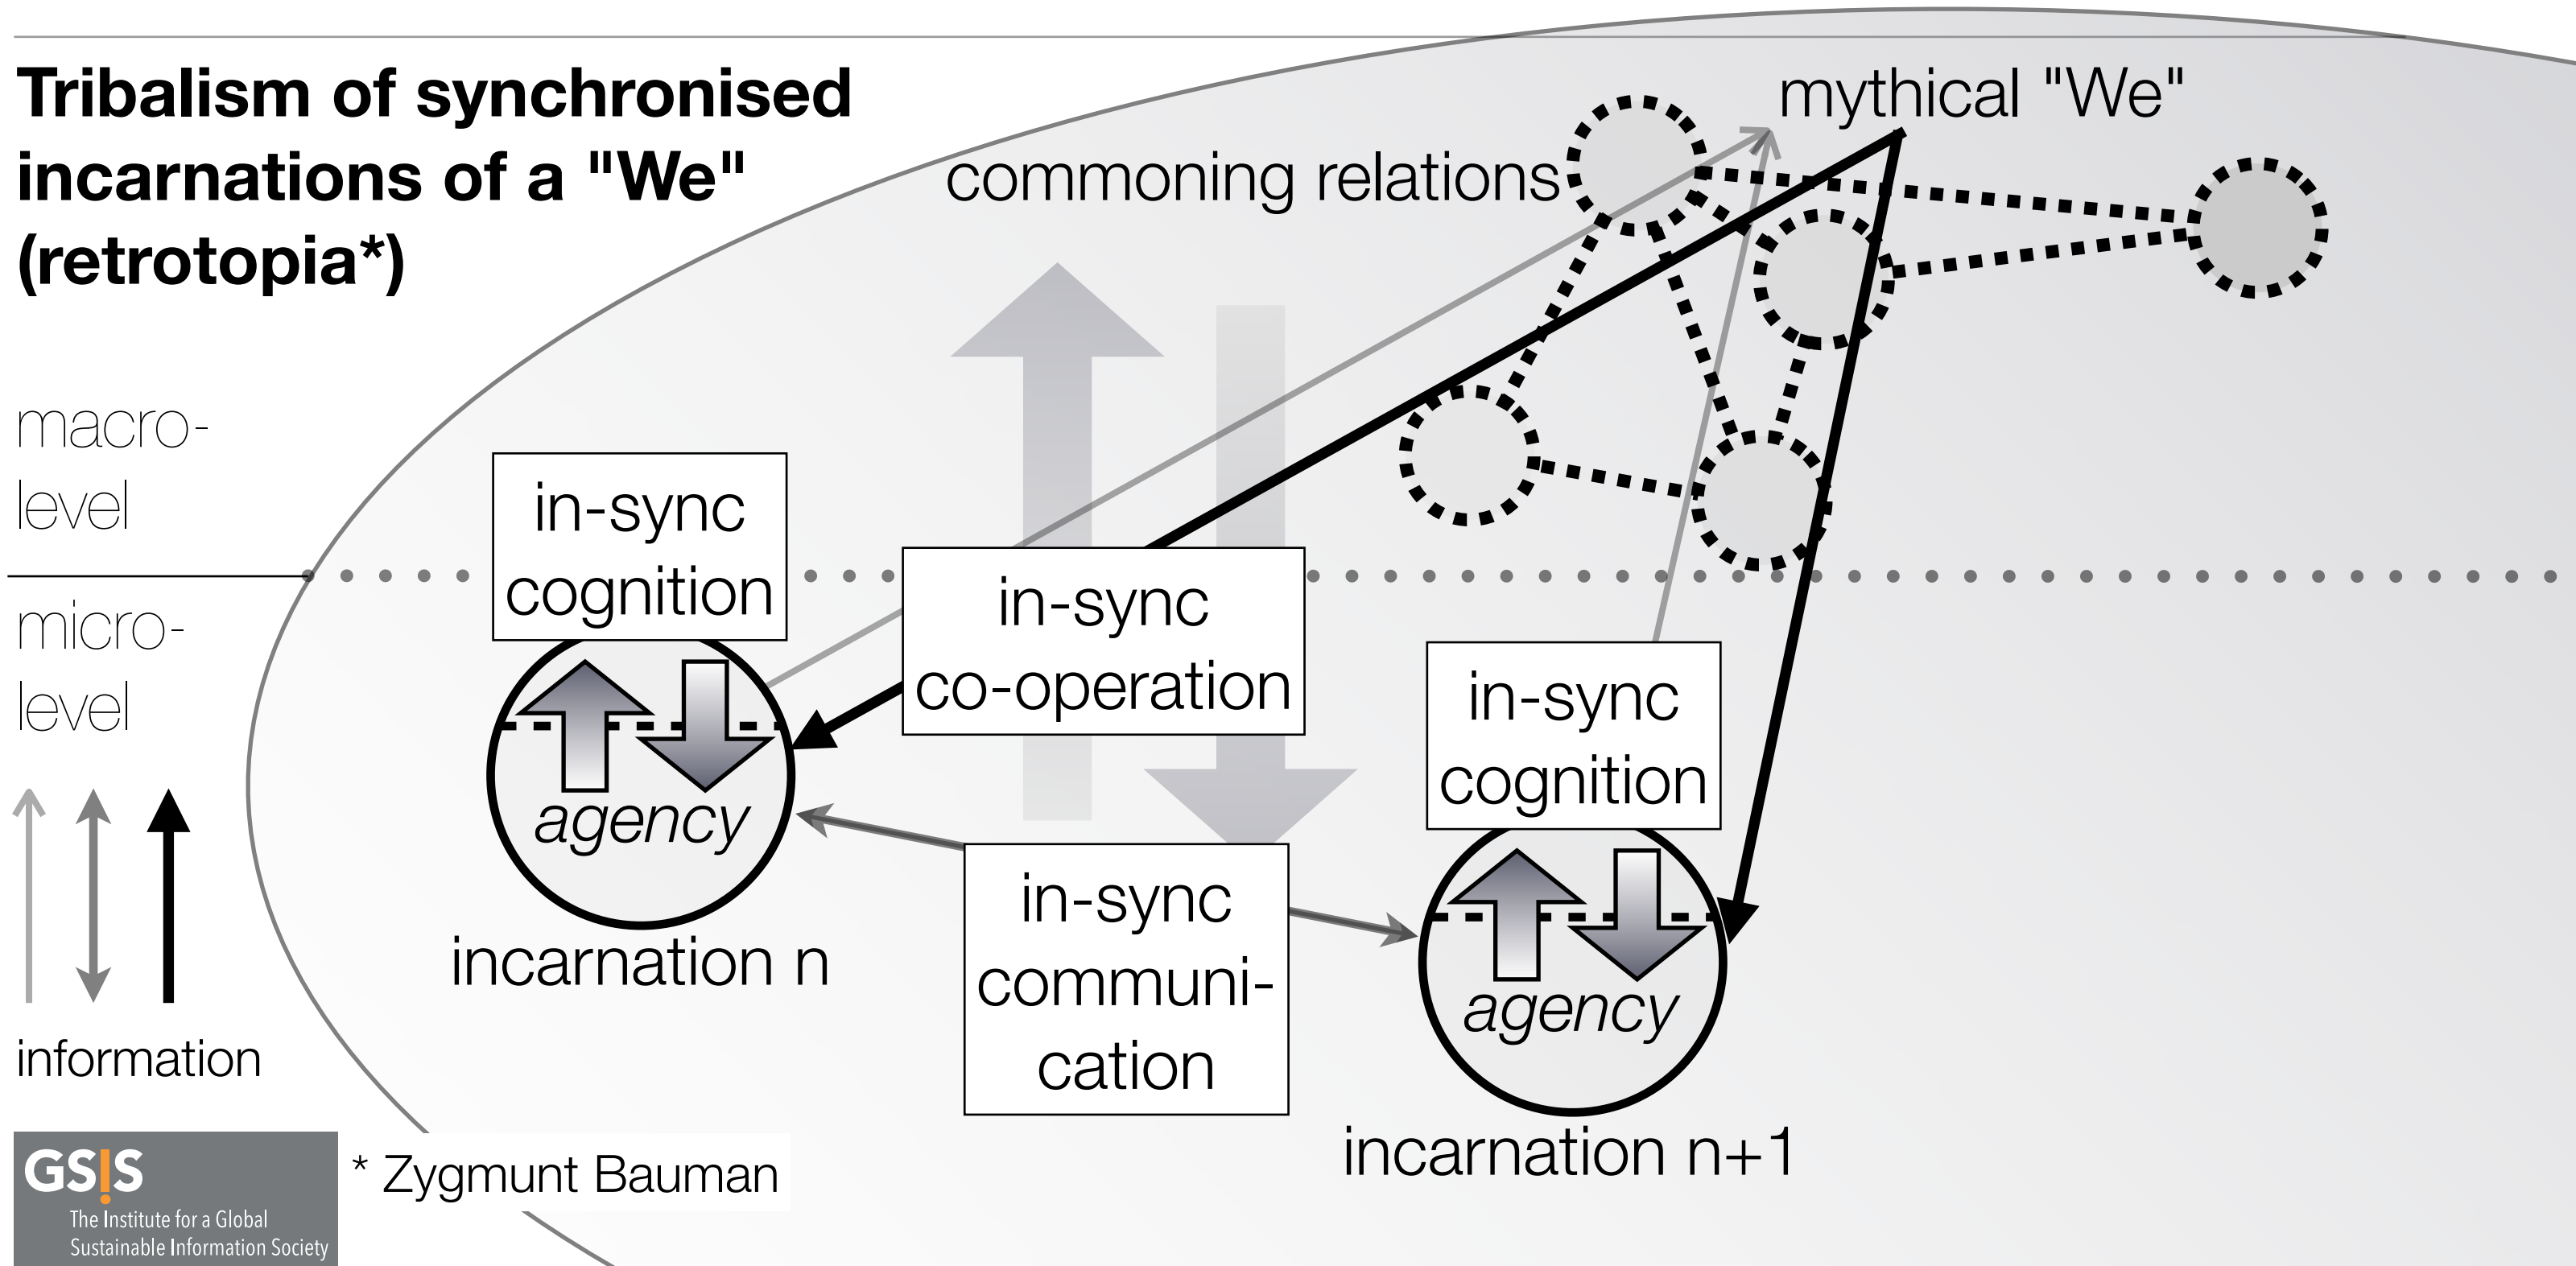 Tribalism of synchronised
incarnations of a "We"
(retrotopia*)
mythical "We"
commoning relations
macro-
level
micro-
level
in-sync
cognition
in-sync
co-operation
in-sync
cognition
agency
incarnation n
in-sync
communi-
cation
agency
incarnation n+1
information
* Zygmunt Bauman
GS!S
The Institute for a Global
Sustainable Information Society